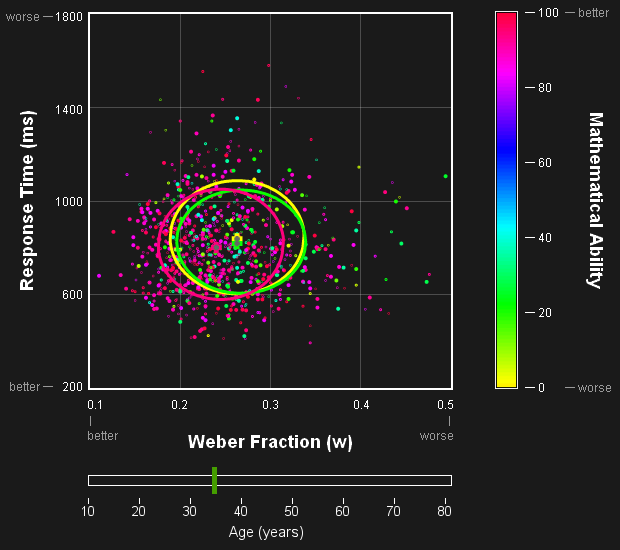 worse
1800
1400
1000
600
200
better
Response Time (ms)
0.1
0.2
0.3
0.4
0.5
better
worse
Weber Fraction (w)
10
20
30
40
50
60
70
80
Age (years)
100
better
80
60
40
20
0
worse
Mathematical Ability